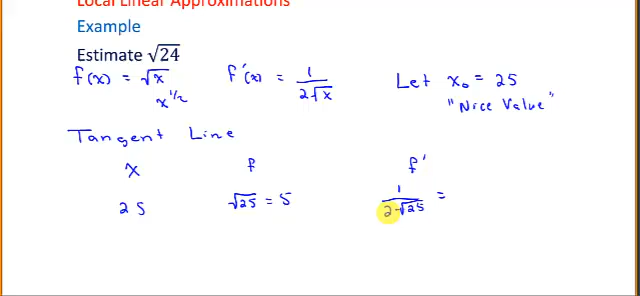 Local Linear Approximations
Example
Estimate √24
f(x) = √x f'(x) = 1/(2√x) Let x₀ = 25
x^1/2 "Nice Value"
Tangent Line
x f f'
25 √25 = 5 1/(2√25) =